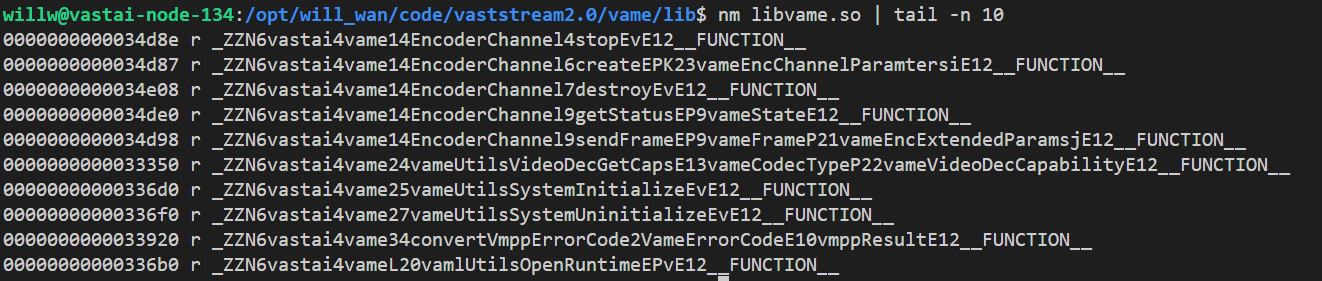 willw@vastai-node-134:/opt/will_wan/code/vaststream2.0/vame/lib$ nm libvame.so | tail -n 10
0000000000034d8e r _ZZN6vastai4vame14EncoderChannel4stopEvE12__FUNCTION__
0000000000034d87 r _ZZN6vastai4vame14EncoderChannel6createEPK23vameEncChannelParamtersiE12__FUNCTION__
0000000000034e08 r _ZZN6vastai4vame14EncoderChannel7destroyEvE12__FUNCTION__
0000000000034de0 r _ZZN6vastai4vame14EncoderChannel9getStatusEP9vameStateE12__FUNCTION__
0000000000034d98 r _ZZN6vastai4vame14EncoderChannel9sendFrameEP9vameFrameP21vameEncExtendedParamsjE12__FUNCTION__
0000000000033350 r _ZZN6vastai4vame24vameUtilsVideoDecGetCapsE13vameCodecTypeP22vameVideoDecCapabilityE12__FUNCTION__
00000000000336d0 r _ZZN6vastai4vame25vameUtilsSystemInitializeEvE12__FUNCTION__
00000000000336f0 r _ZZN6vastai4vame27vameUtilsSystemUninitializeEvE12__FUNCTION__
0000000000033920 r _ZZN6vastai4vame34convertVmppErrorCode2VameErrorCodeE10vmppResultE12__FUNCTION__
00000000000336b0 r _ZZN6vastai4vameL20vamlUtilsOpenRuntimeEPvE12__FUNCTION__